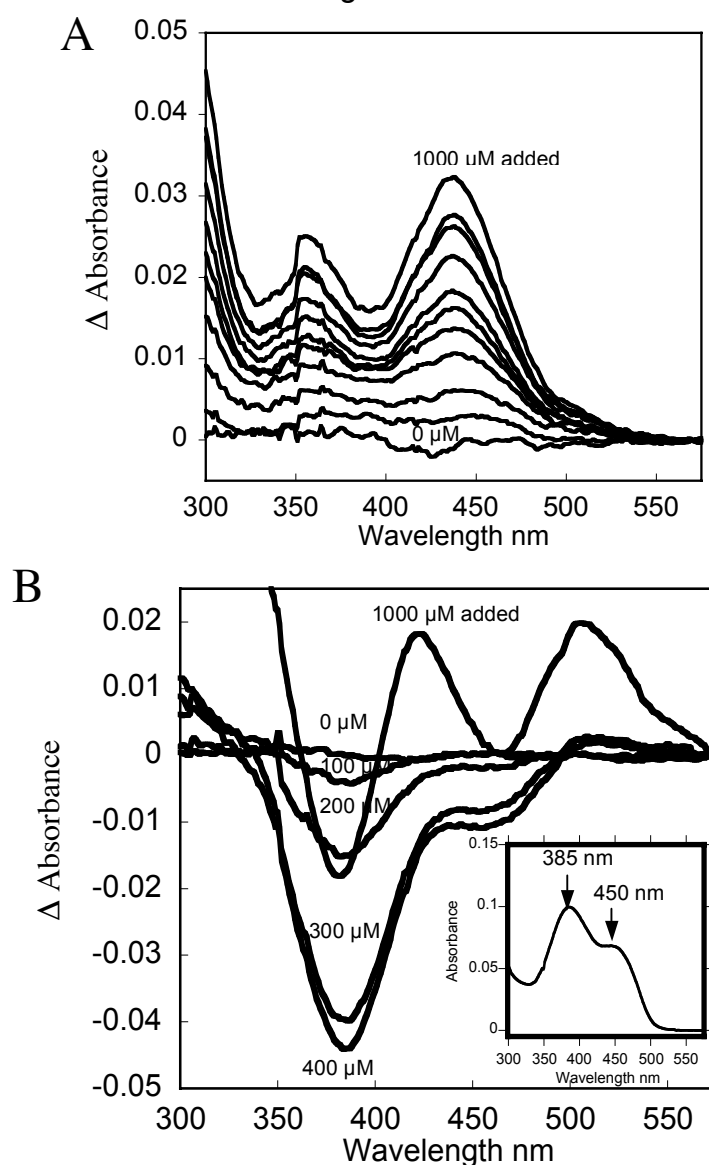 A
0.05
0.04
0.03
0.02
0.01
0
Δ Absorbance
1000 µM added
0 µM
300 350 400 450 500 550
Wavelength nm
B
0.02
0.01
0
-0.01
-0.02
-0.03
-0.04
-0.05
Δ Absorbance
1000 µM added
0 µM
100 µM
200 µM
300 µM
400 µM
0.15
0.1
0.05
0
Absorbance
385 nm
450 nm
300 350 400 450 500 550
Wavelength nm
300 350 400 450 500 550
Wavelength nm